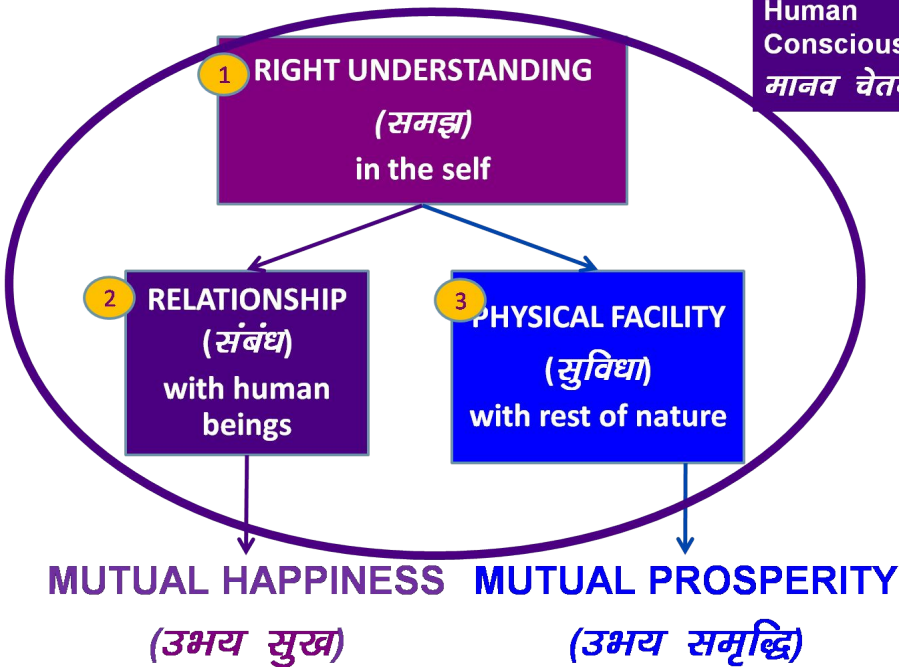 Human
Conscious
मानव चेत
1
RIGHT UNDERSTANDING
(समझ)
in the self
2
RELATIONSHIP
(संबंध)
with human
beings
3
PHYSICAL FACILITY
(सुविधा)
with rest of nature
MUTUAL HAPPINESS
(उभय सुख)
MUTUAL PROSPERITY
(उभय समृद्धि)